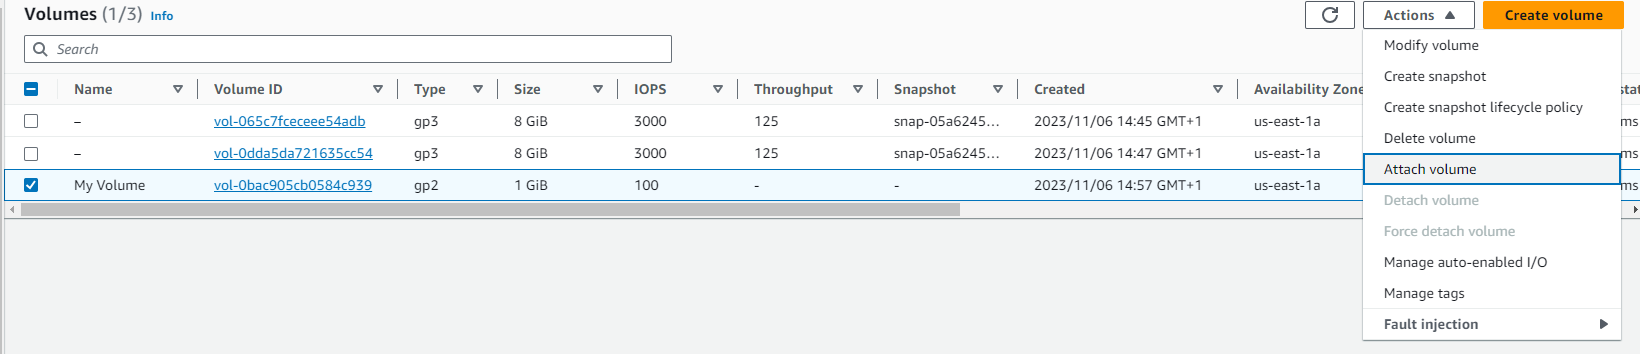 Volumes (1/3) Info
Actions
Create volume
Search
Name Volume ID Type Size IOPS Throughput Snapshot Created Availability Zone
– vol-065c7fceceee54adb gp3 8 GiB 3000 125 snap-05a6245... 2023/11/06 14:45 GMT+1 us-east-1a
– vol-0dda5da721635cc54 gp3 8 GiB 3000 125 snap-05a6245... 2023/11/06 14:47 GMT+1 us-east-1a
My Volume vol-0bac905cb0584c939 gp2 1 GiB 100 - - 2023/11/06 14:57 GMT+1 us-east-1a
Modify volume
Create snapshot
Create snapshot lifecycle policy
Delete volume
Attach volume
Detach volume
Force detach volume
Manage auto-enabled I/O
Manage tags
Fault injection